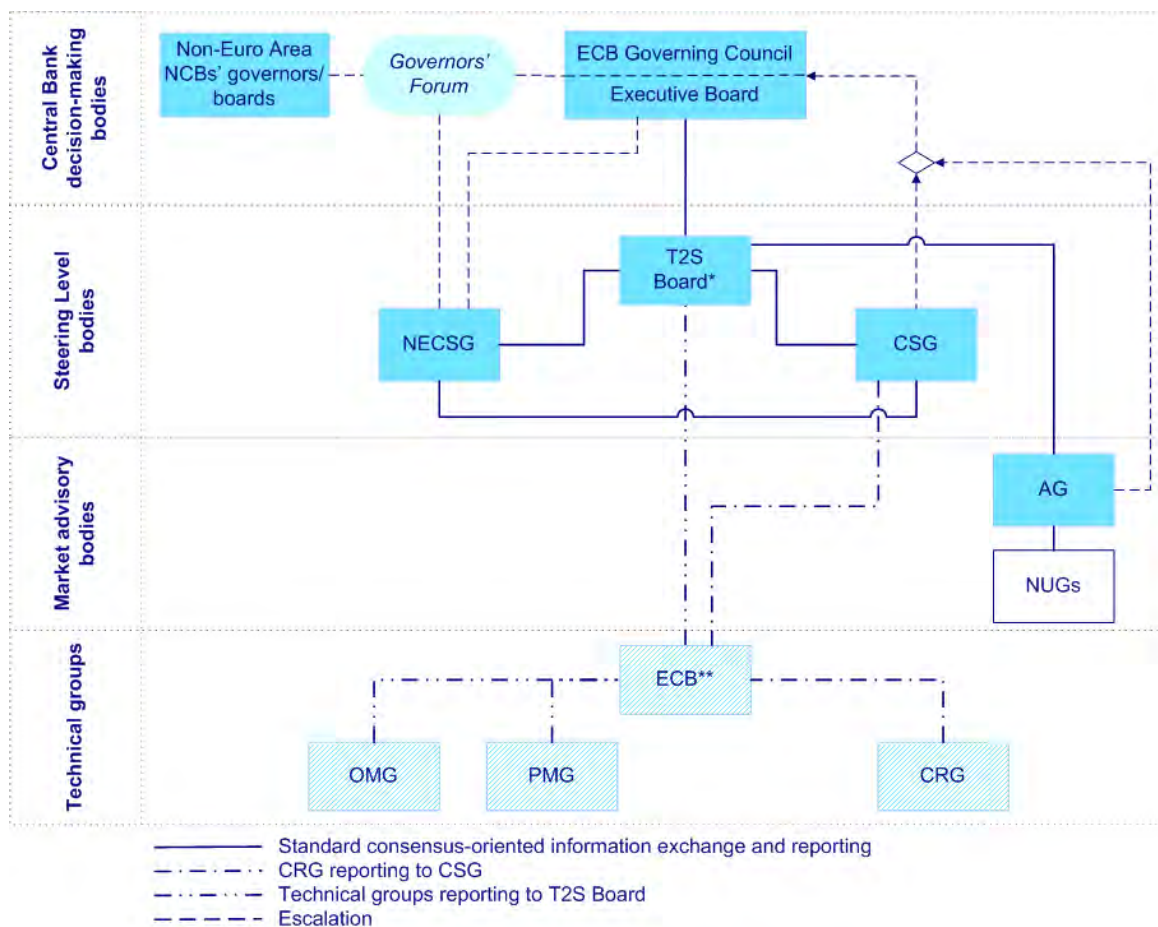 Central Bank
decision-making
bodies
Non-Euro Area
NCBs' governors/
boards
Governors'
Forum
ECB Governing Council
Executive Board
Steering Level
bodies
T2S
Board*
NECSG
CSG
Market advisory
bodies
AG
NUGs
Technical groups
ECB**
OMG
PMG
CRG
Standard consensus-oriented information exchange and reporting
CRG reporting to CSG
Technical groups reporting to T2S Board
Escalation